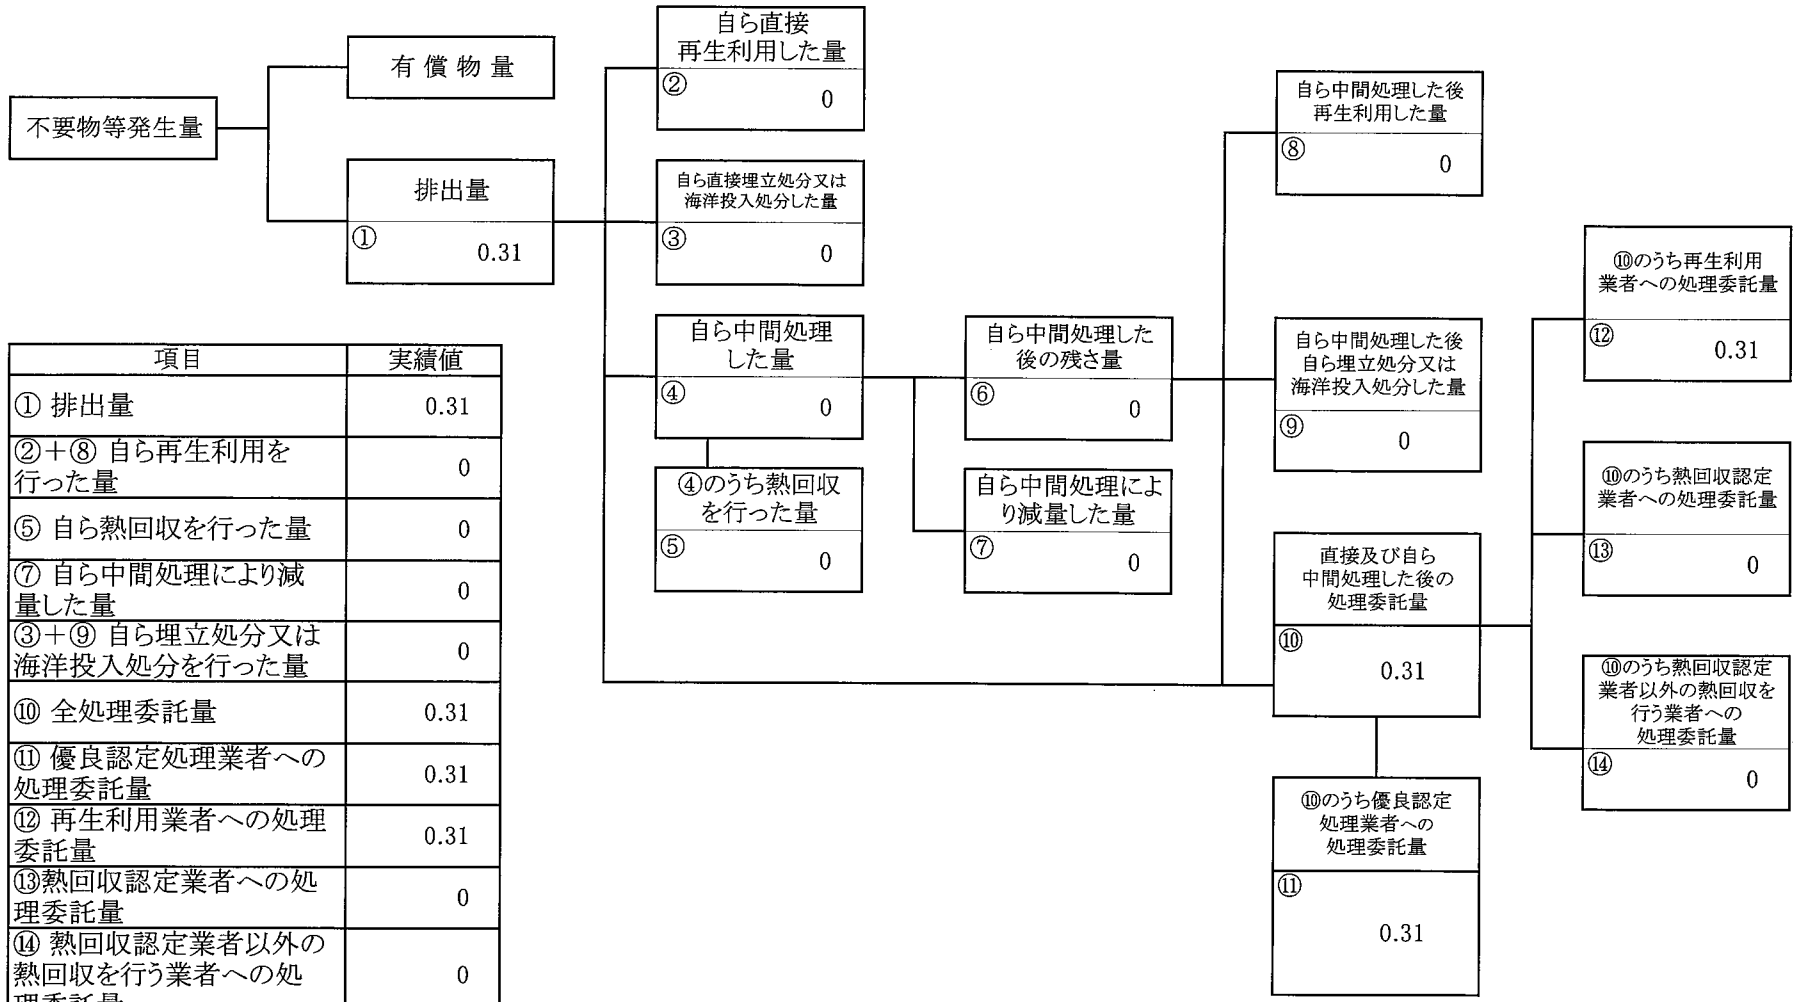 不要物等発生量
有償物量
排出量
①
0.31
自ら直接
再生利用した量
②
0
自ら直接埋立処分又は
海洋投入処分した量
③
0
自ら中間処理
した量
④
0
④のうち熱回収
を行った量
⑤
0
自ら中間処理した
後の残さ量
⑥
0
自ら中間処理によ
り減量した量
⑦
0
自ら中間処理した後
再生利用した量
⑧
0
自ら中間処理した後
自ら埋立処分又は
海洋投入処分した量
⑨
0
直接及び自ら
中間処理した後の
処理委託量
⑩
0.31
⑩のうち優良認定
処理業者への
処理委託量
⑪
0.31
⑩のうち再生利用
業者への処理委託量
⑫
0.31
⑩のうち熱回収認定
業者への処理委託量
⑬
0
⑩のうち熱回収認定
業者以外の熱回収を
行う業者への
処理委託量
⑭
0
項目 実績値
① 排出量 0.31
②+⑧ 自ら再生利用を
行った量 0
⑤ 自ら熱回収を行った量 0
⑦ 自ら中間処理により減
量した量 0
③+⑨ 自ら埋立処分又は
海洋投入処分を行った量 0
⑩ 全処理委託量 0.31
⑪ 優良認定処理業者への
処理委託量 0.31
⑫ 再生利用業者への処理
委託量 0.31
⑬熱回収認定業者への処
理委託量 0
⑭ 熱回収認定業者以外の
熱回収を行う業者への処 0
理委託量